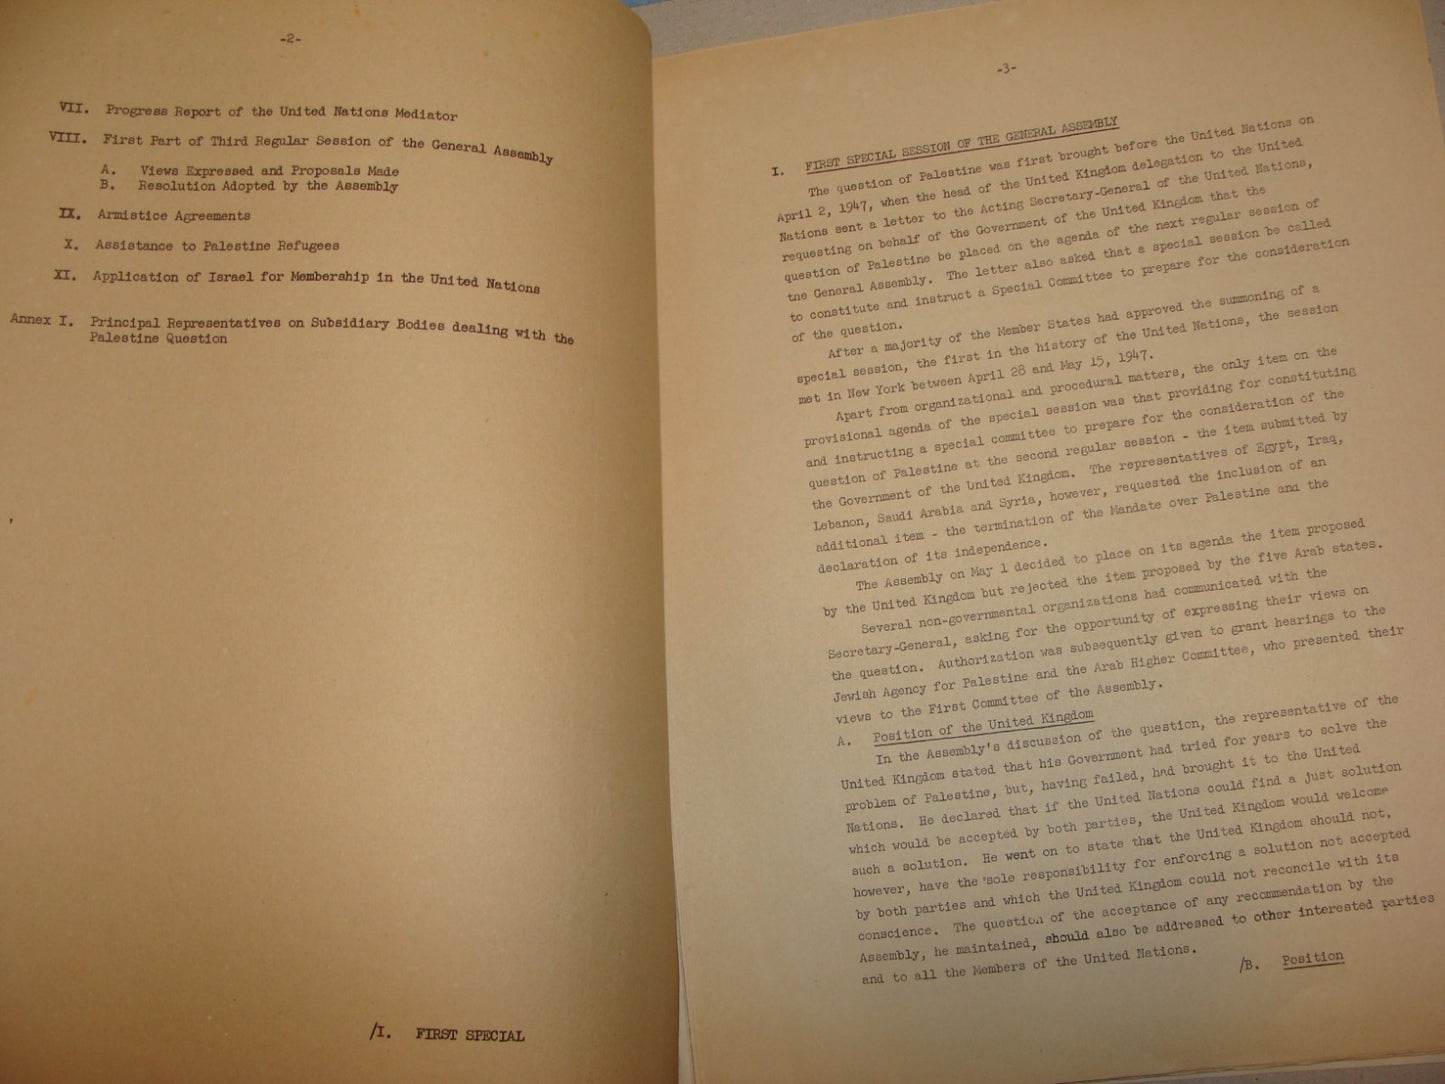 -2-
VII. Progress Report of the United Nations Mediator
VIII. First Part of Third Regular Session of the General Assembly
A. Views Expressed and Proposals Made
B. Resolution Adopted by the Assembly
IX. Armistice Agreements
X. Assistance to Palestine Refugees
XI. Application of Israel for Membership in the United Nations
Annex I. Principal Representatives on Subsidiary Bodies dealing with the
Palestine Question
/I. FIRST SPECIAL
-3-
I. FIRST SPECIAL SESSION OF THE GENERAL ASSEMBLY
The question of Palestine was first brought before the United Nations on
April 2, 1947, when the head of the United Kingdom delegation to the United
Nations sent a letter to the Acting Secretary-General of the United Nations,
requesting on behalf of the Government of the United Kingdom that the
question of Palestine be placed on the agenda of the next regular session of
the General Assembly. The letter also asked that a special session be called
to constitute and instruct a Special Committee to prepare for the consideration
of the question.
After a majority of the Member States had approved the summoning of a
special session, the first in the history of the United Nations, the session
met in New York between April 28 and May 15, 1947.
Apart from organizational and procedural matters, the only item on the
provisional agenda of the special session was that providing for constituting
and instructing a special committee to prepare for the consideration of the
question of Palestine at the second regular session - the item submitted by
the Government of the United Kingdom. The representatives of Egypt, Iraq,
Lebanon, Saudi Arabia and Syria, however, requested the inclusion of an
additional item - the termination of the Mandate over Palestine and the
declaration of its independence.
The Assembly on May 1 decided to place on its agenda the item proposed
by the United Kingdom but rejected the item proposed by the five Arab states.
Several non-governmental organizations had communicated with the
Secretary-General, asking for the opportunity of expressing their views on
the question. Authorization was subsequently given to grant hearings to the
Jewish Agency for Palestine and the Arab Higher Committee, who presented their
views to the First Committee of the Assembly.
A. Position of the United Kingdom
In the Assembly's discussion of the question, the representative of the
United Kingdom stated that his Government had tried for years to solve the
problem of Palestine, but, having failed, had brought it to the United
Nations. He declared that if the United Nations could find a just solution
which would be accepted by both parties, the United Kingdom would welcome
such a solution. He went on to state that the United Kingdom should not,
however, have the 'sole responsibility for enforcing a solution not accepted
by both parties and which the United Kingdom could not reconcile with its
conscience. The question of the acceptance of any recommendation by the
Assembly, he maintained, should also be addressed to other interested parties
and to all the Members of the United Nations.
/B. Position